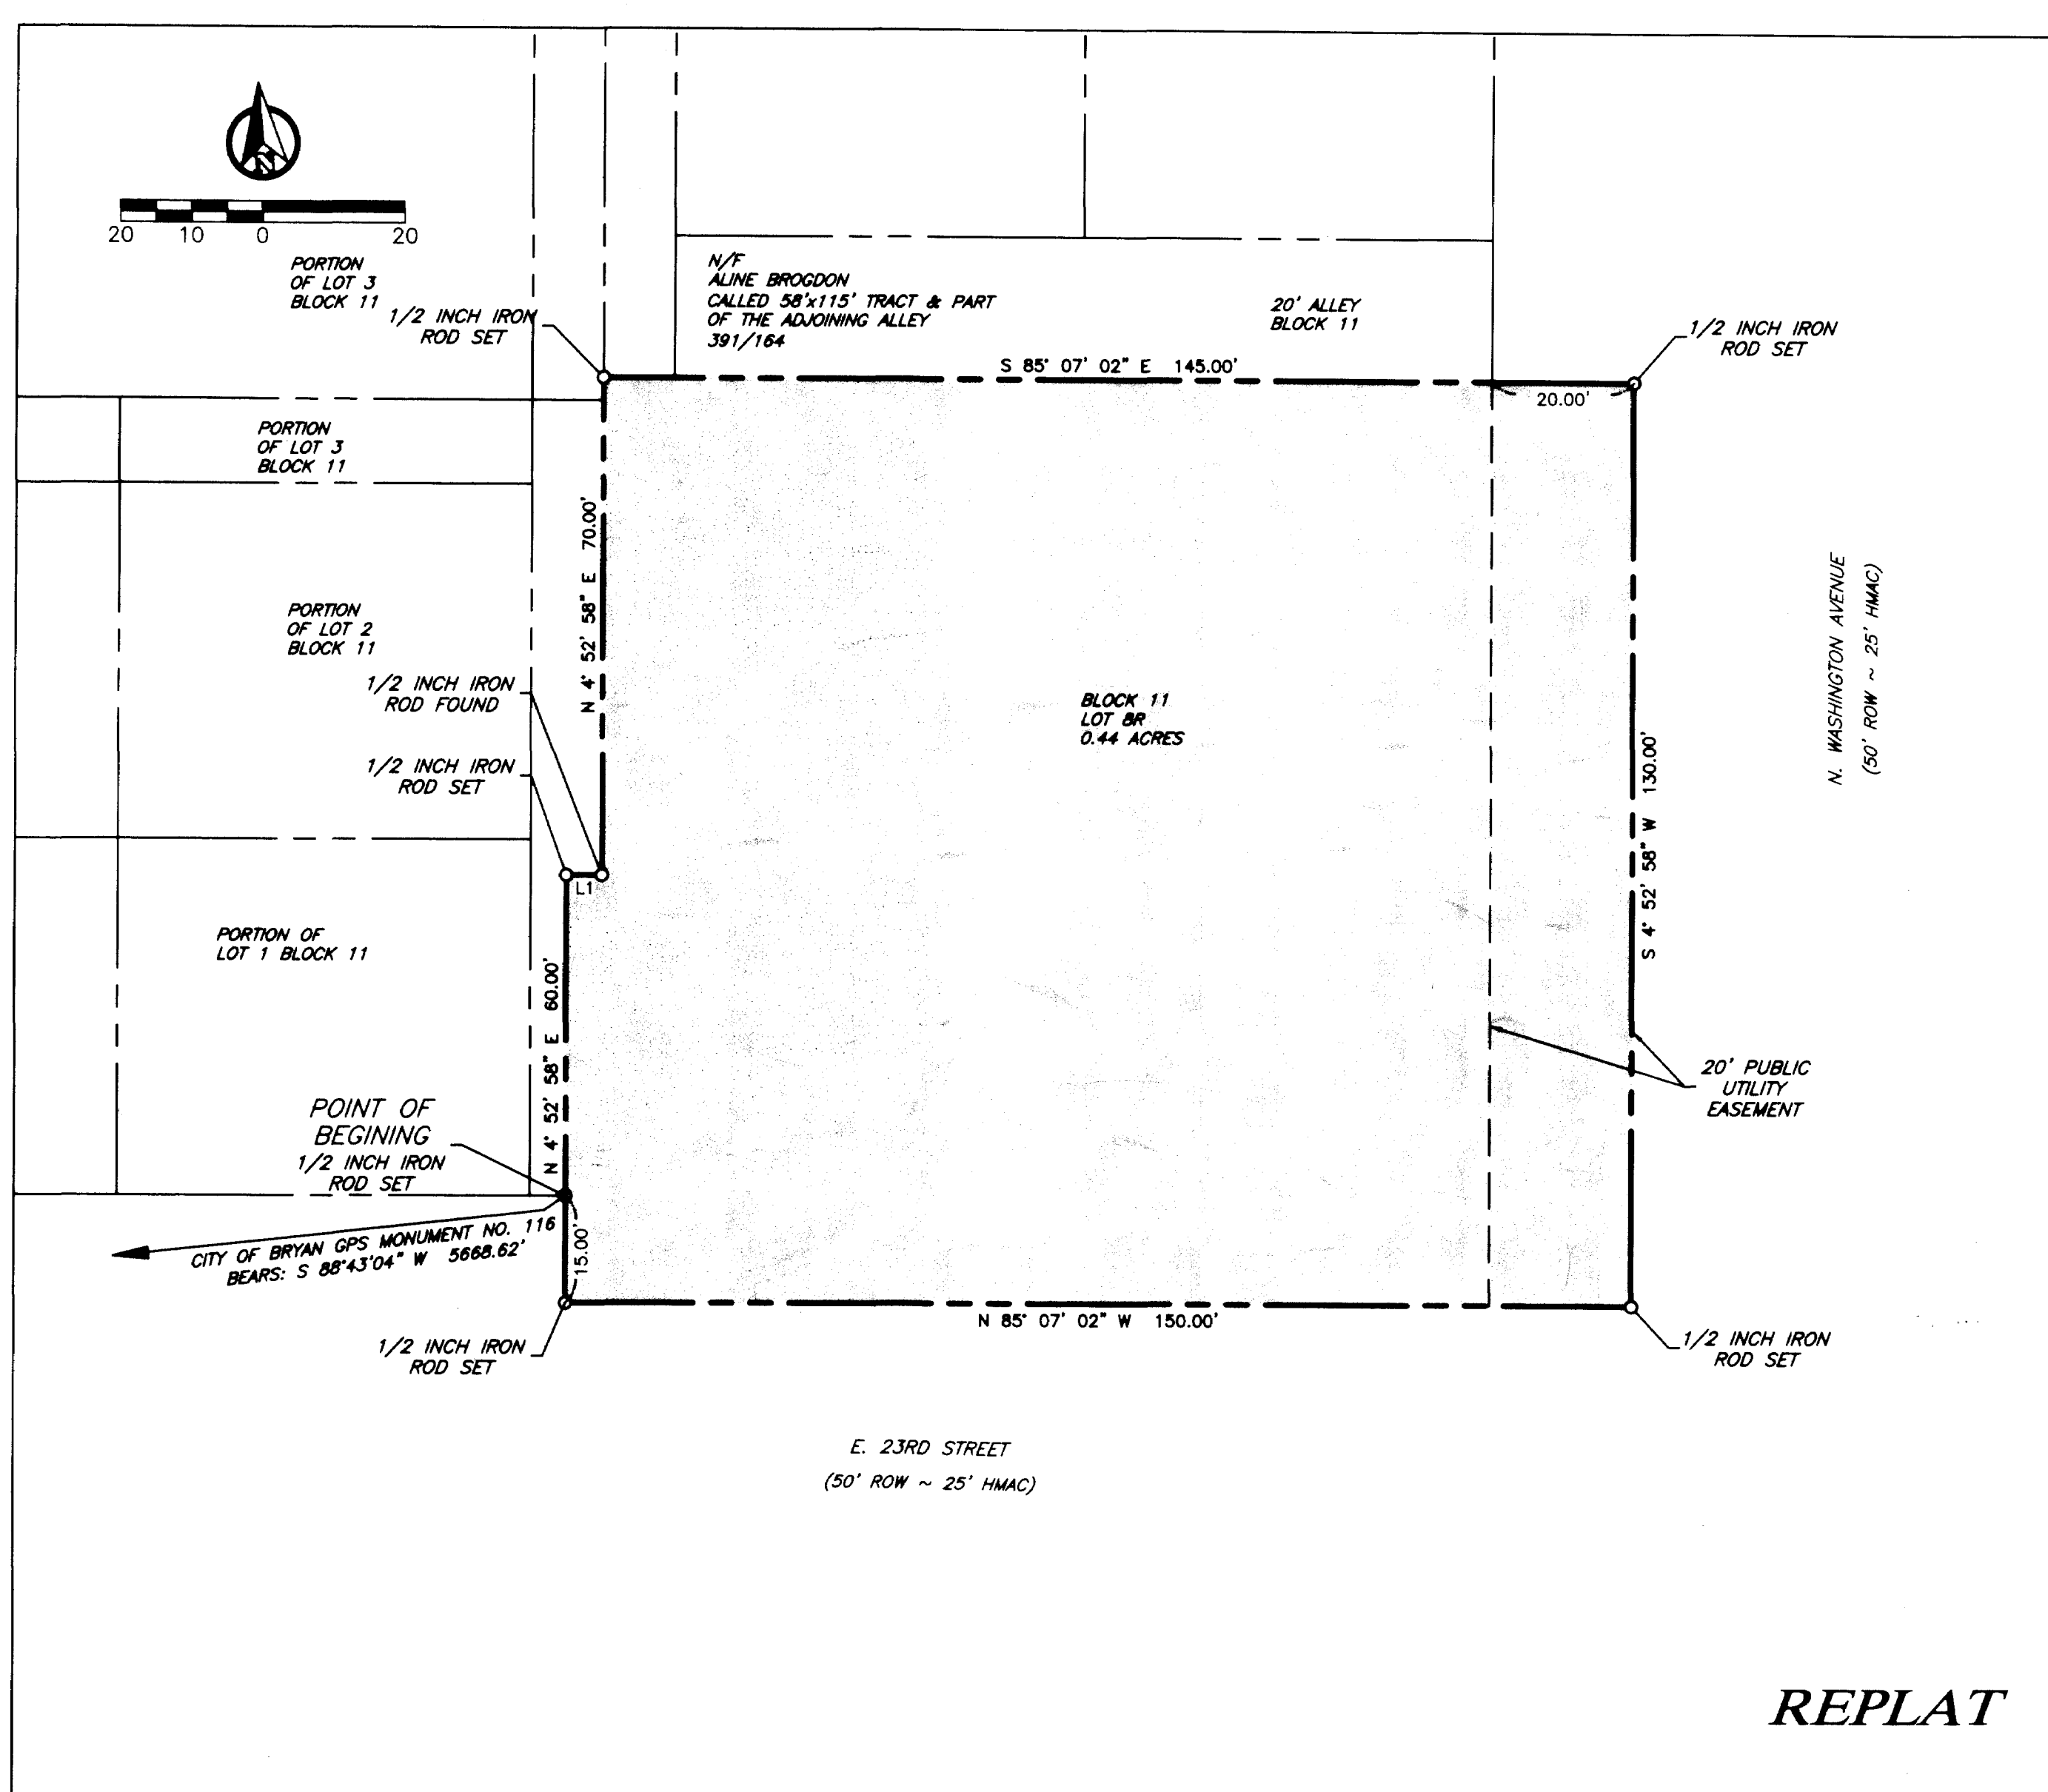 20 10 0 20
PORTION
OF LOT 3
BLOCK 11
1/2 INCH IRON
ROD SET
N/F
ALINE BROGDON
CALLED 58'x115' TRACT & PART
OF THE ADJOINING ALLEY
391/164
20' ALLEY
BLOCK 11
1/2 INCH IRON
ROD SET
S 85° 07' 02" E 145.00'
20.00'
PORTION
OF LOT 3
BLOCK 11
N 4° 52' 58" E 70.00'
PORTION
OF LOT 2
BLOCK 11
1/2 INCH IRON
ROD FOUND
1/2 INCH IRON
ROD SET
L1
BLOCK 11
LOT 8R
0.44 ACRES
N. WASHINGTON AVENUE
(50' ROW ~ 25' HMAC)
S 4° 52' 58" W 130.00'
PORTION OF
LOT 1 BLOCK 11
N 4° 52' 58" E 60.00'
20' PUBLIC
UTILITY
EASEMENT
POINT OF
BEGINING
1/2 INCH IRON
ROD SET
CITY OF BRYAN GPS MONUMENT NO. 116
BEARS: S 88°43'04" W 5668.62'
15.00'
N 85° 07' 02" W 150.00'
1/2 INCH IRON
ROD SET
1/2 INCH IRON
ROD SET
E. 23RD STREET
(50' ROW ~ 25' HMAC)
REPLAT